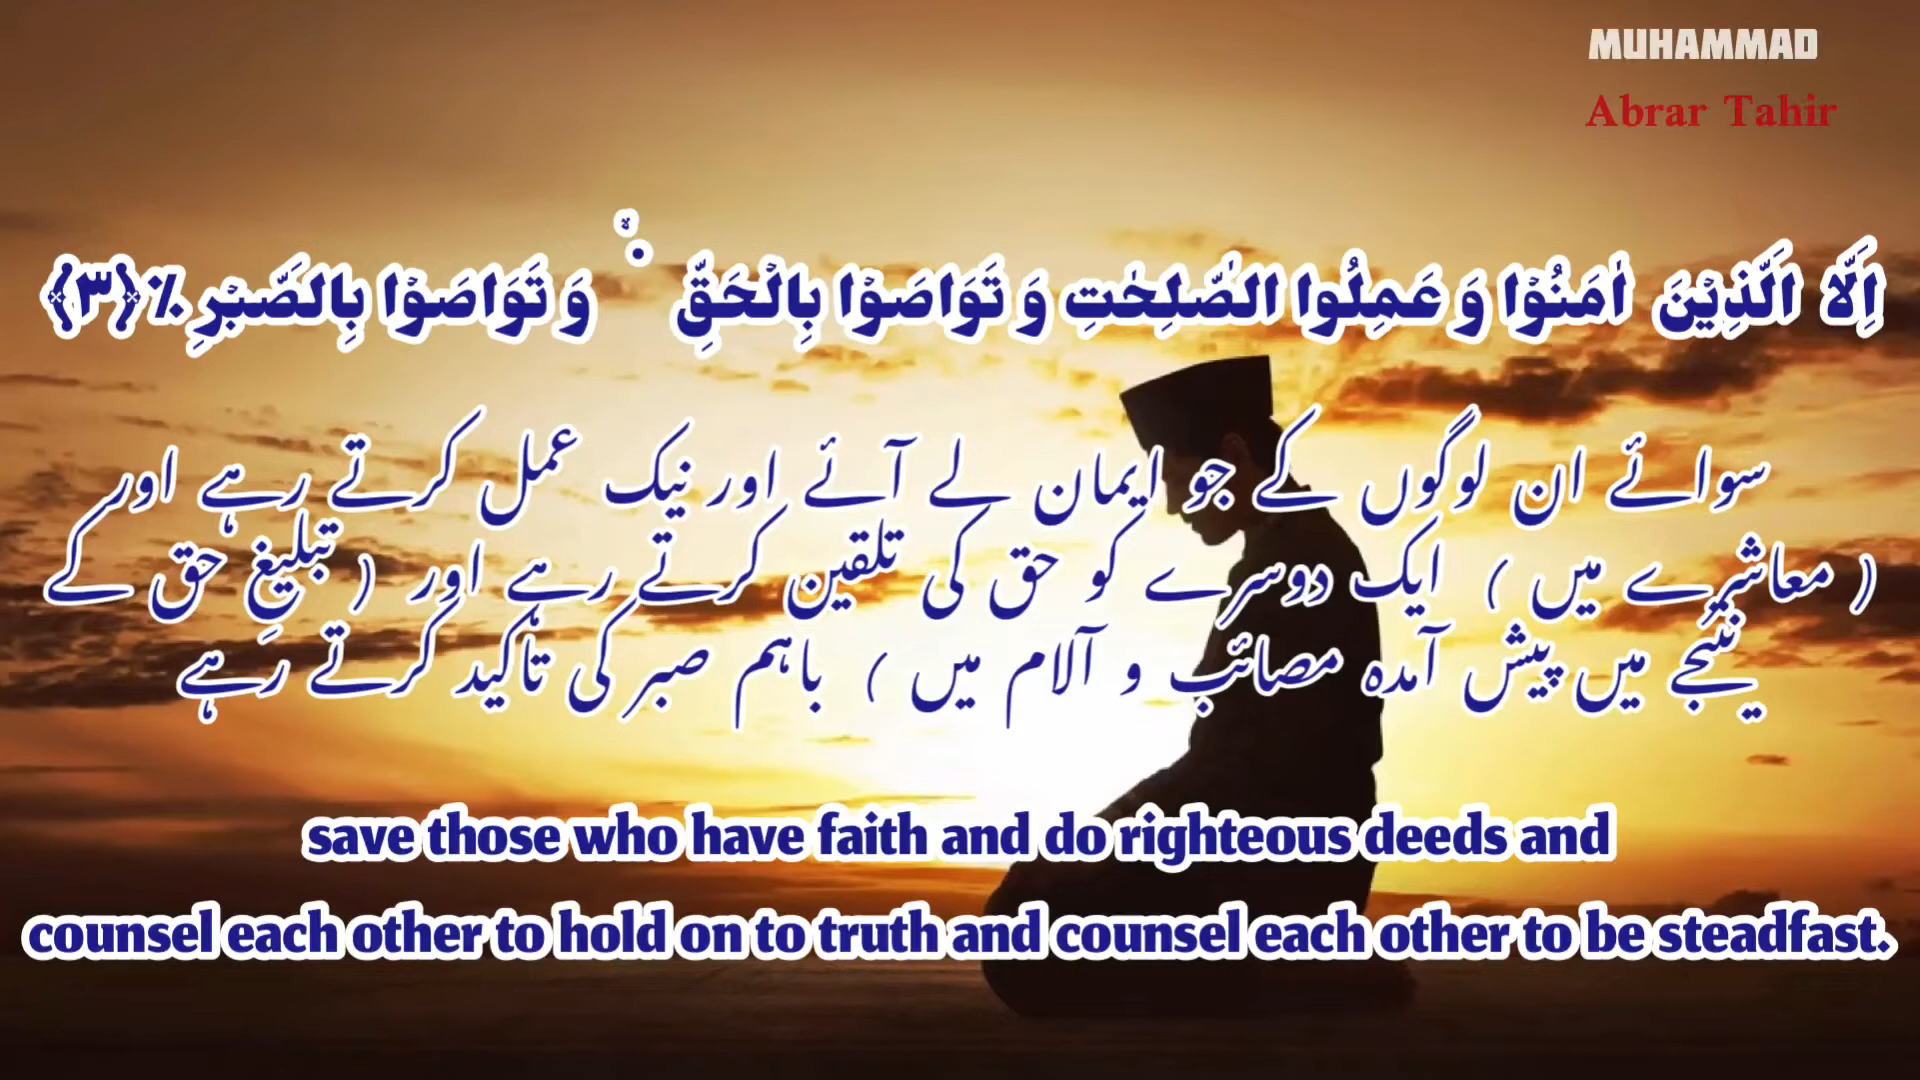 MUHAMMAD
Abrar Tahir
اِلَّا الَّذِیْنَ اٰمَنُوْا وَ عَمِلُوا الصّٰلِحٰتِ وَ تَوَاصَوْا بِالْحَقِّ ۙ۬ وَ تَوَاصَوْا بِالصَّبْرِ٪﴿۳﴾
سوائے ان لوگوں کے جو ایمان لے آئے اور نیک عمل کرتے رہے اور
( معاشرے میں ) ایک دوسرے کو حق کی تلقین کرتے رہے اور ( تبلیغِ حق کے
نتیجے میں پیش آمدہ مصائب و آلام میں ) باہم صبر کی تاکید کرتے رہے
save those who have faith and do righteous deeds and
counsel each other to hold on to truth and counsel each other to be steadfast.